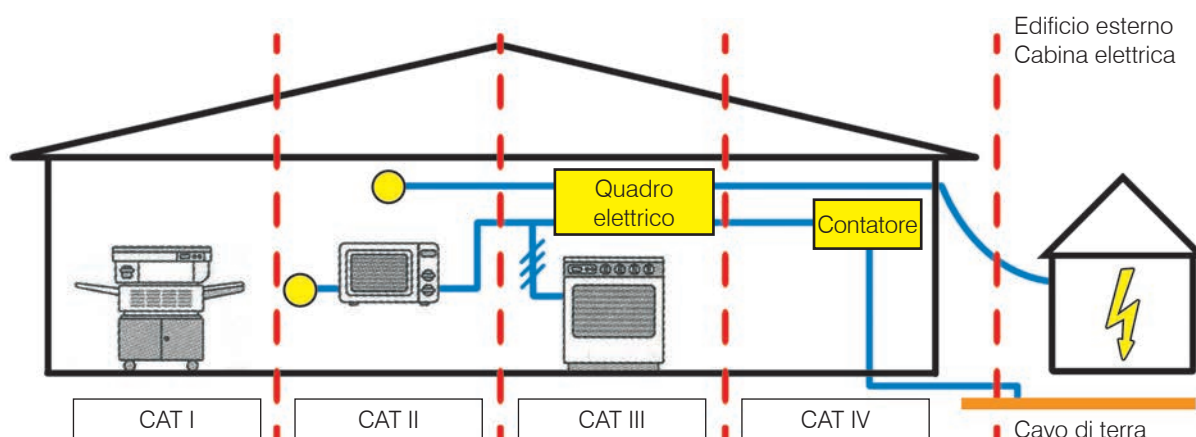 Edificio esterno
Cabina elettrica
Quadro
elettrico
Contatore
CAT I
CAT II
CAT III
CAT IV
Cavo di terra